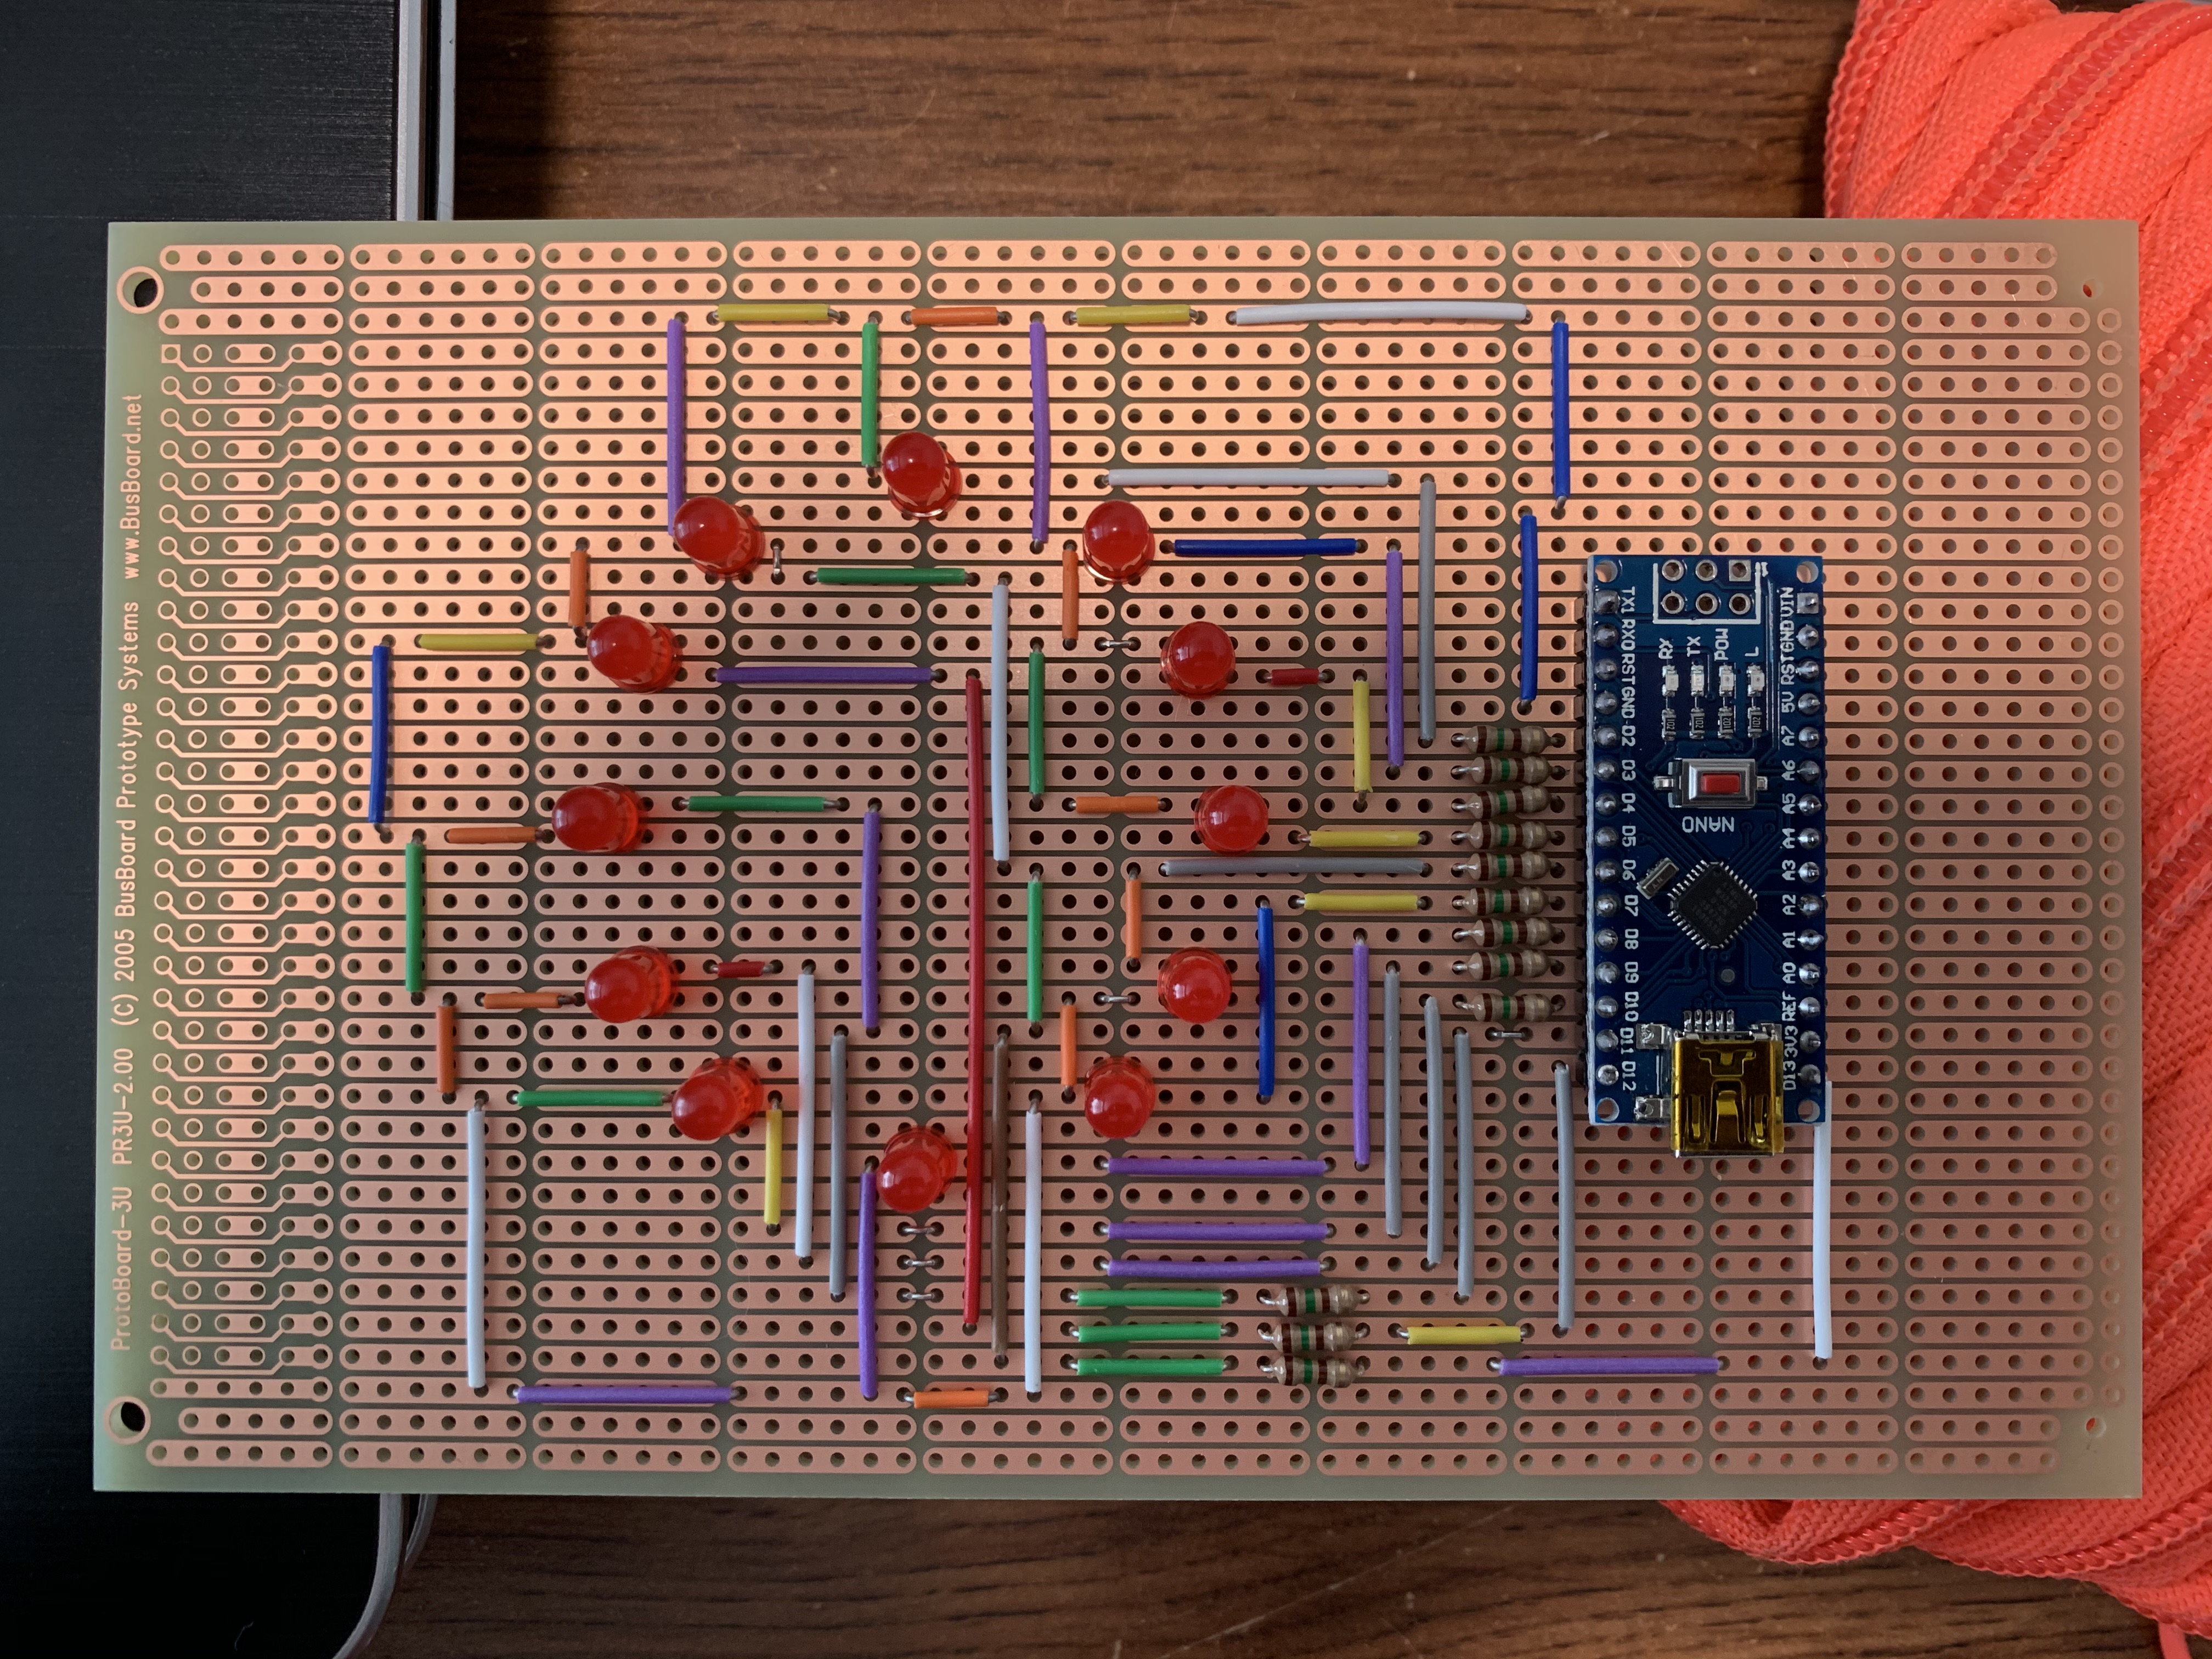 ProtoBoard-3U PR3U-2.00 (C) 2005 BusBoard Prototype Systems www.BusBoard.net
TX1 RX0 RST GND D2 D3 D4 D5 D6 D7 D8 D9 D10 D11 D12
RX TX POW L
NANO
VIN GND RST 5V A7 A6 A5 A4 A3 A2 A1 A0 REF 3V3 D13